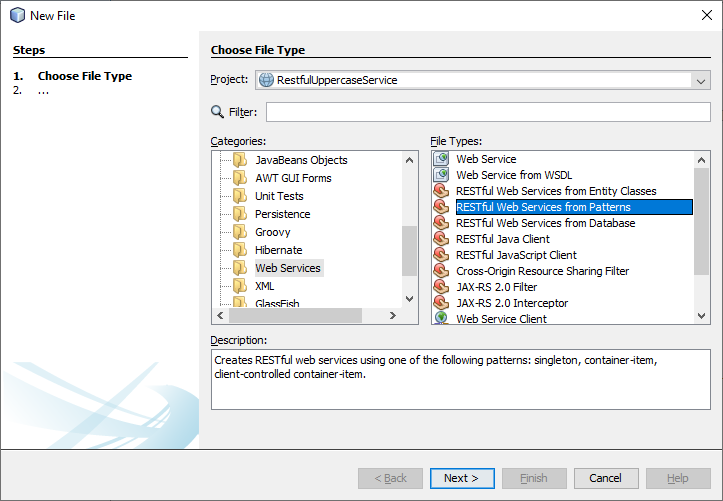 New File
Steps
1. Choose File Type
2. ...
Choose File Type
Project: RestfulUppercaseService
Filter:
Categories:
JavaBeans Objects
AWT GUI Forms
Unit Tests
Persistence
Groovy
Hibernate
Web Services
XML
GlassFish
File Types:
Web Service
Web Service from WSDL
RESTful Web Services from Entity Classes
RESTful Web Services from Patterns
RESTful Web Services from Database
RESTful Java Client
RESTful JavaScript Client
Cross-Origin Resource Sharing Filter
JAX-RS 2.0 Filter
JAX-RS 2.0 Interceptor
Web Service Client
Description:
Creates RESTful web services using one of the following patterns: singleton, container-item,
client-controlled container-item.
< Back Next > Finish Cancel Help